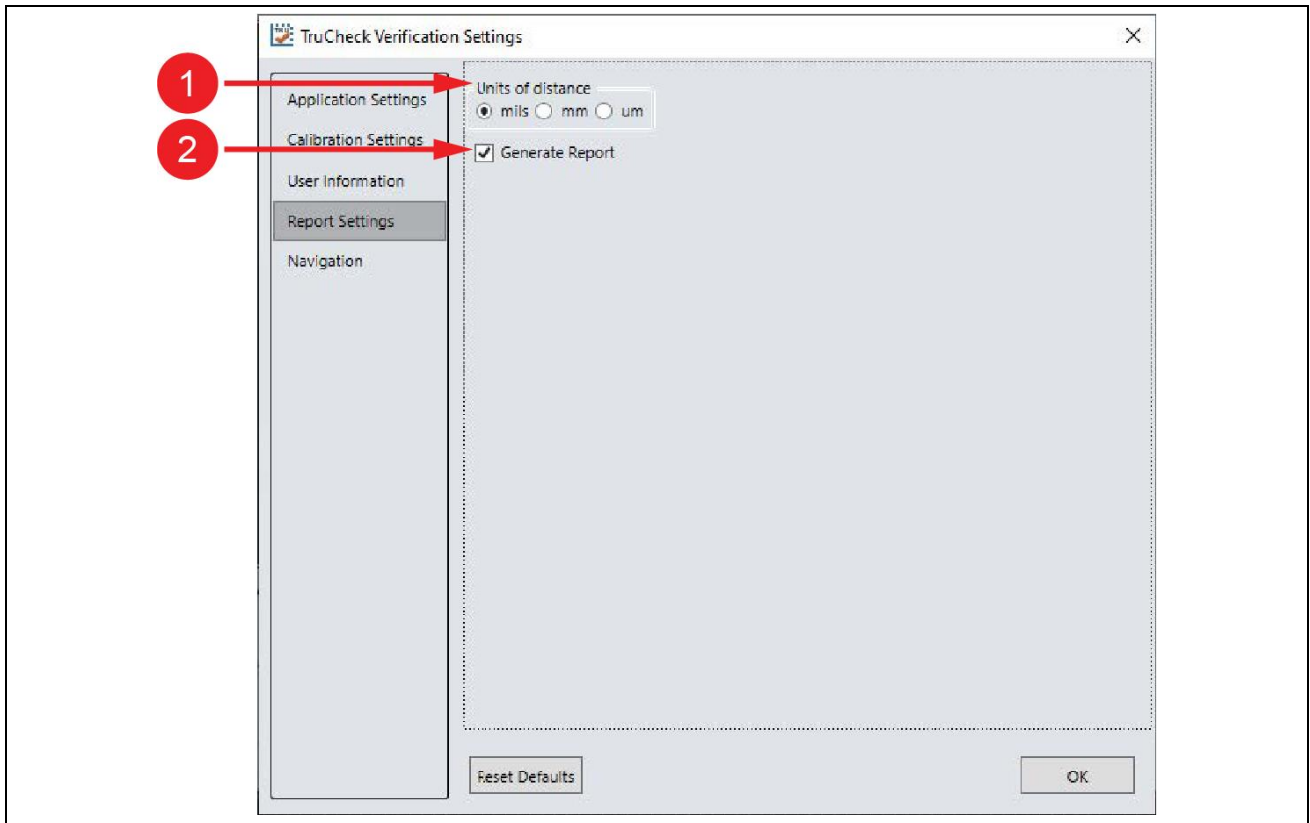 TruCheck Verification Settings
1
Application Settings
Calibration Settings
User Information
Report Settings
Navigation
Units of distance
mils mm um
2
Generate Report
Reset Defaults
OK